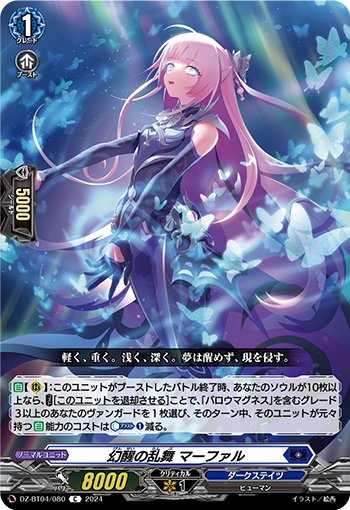 1
グレード
ブースト
5000
シールド
軽く、重く。浅く、深く。夢は醒めず、現を侵す。
自【R】:このユニットがブーストしたバトル終了時、あなたのソウルが10枚以
上なら、[このユニットを退却させる]ことで、「バロウマグネス」を含むグレード
3以上のあなたのヴァンガードを1枚選び、そのターン中、そのユニットが元々
持つ自能力のコストは1減る。
ノーマルユニット
幻醒の乱舞 マーファル
パワー
8000
クリティカル
1
ダークステイツ
ヒューマン
DZ-BT04/080 C 2024
イラスト/絵西